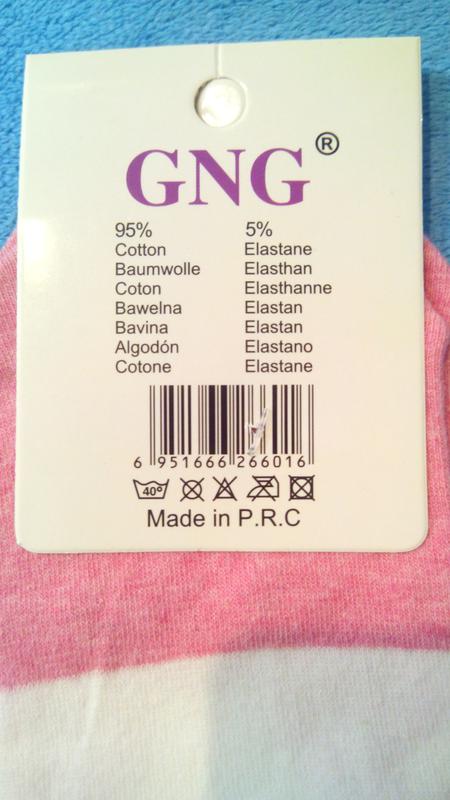 GNG®
95% 5%
Cotton Elastane
Baumwolle Elasthan
Coton Elasthanne
Bawelna Elastan
Bavina Elastan
Algodón Elastano
Cotone Elastane
6 951666 266016
40°
Made in P.R.C